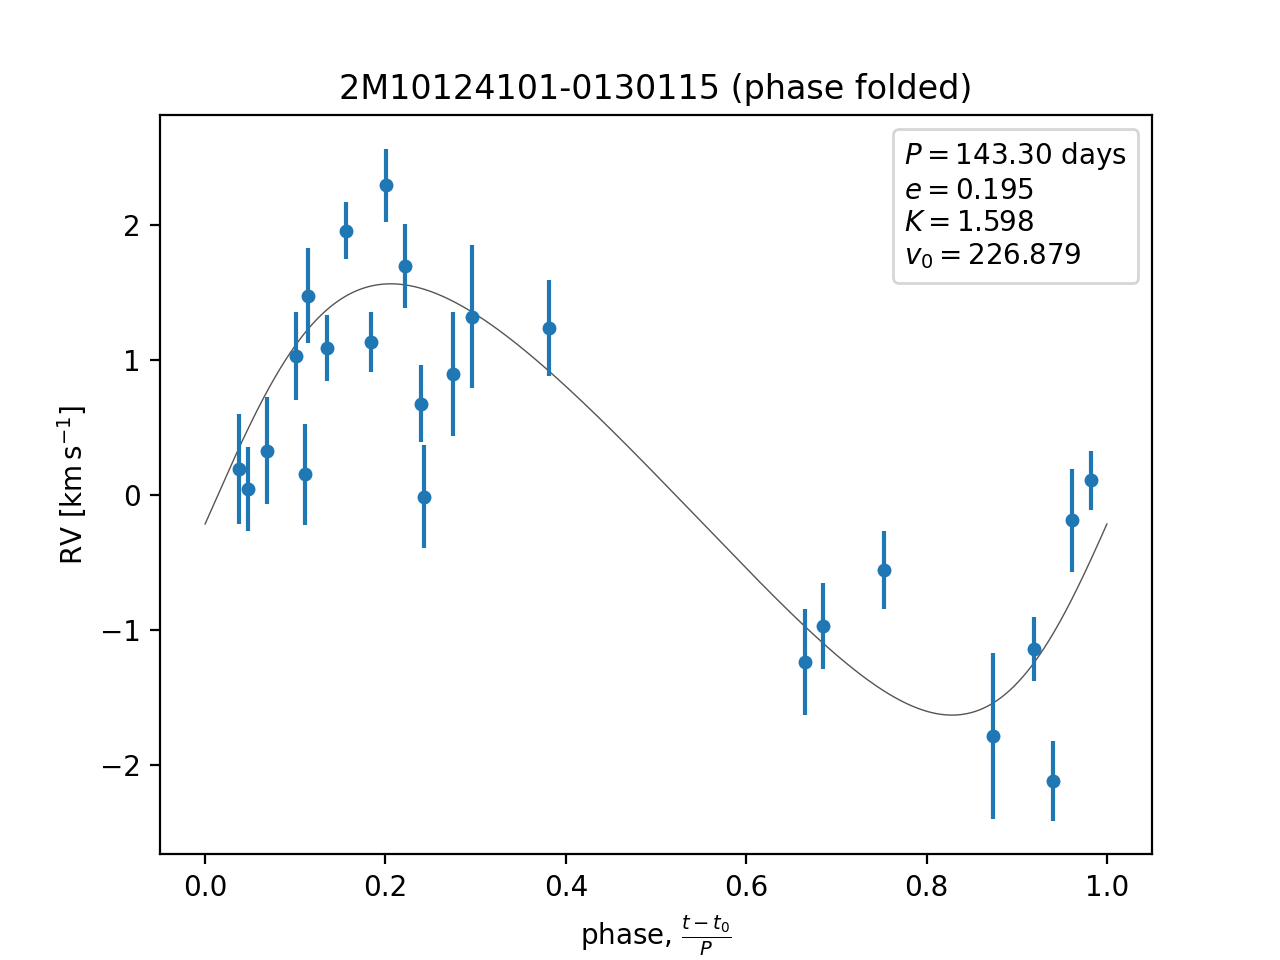 2M10124101-0130115 (phase folded)
P = 143.30 days
e = 0.195
K = 1.598
v₀ = 226.879
RV [km s⁻¹]
2
1
0
−1
−2
0.0 0.2 0.4 0.6 0.8 1.0
phase, (t − t₀)/P